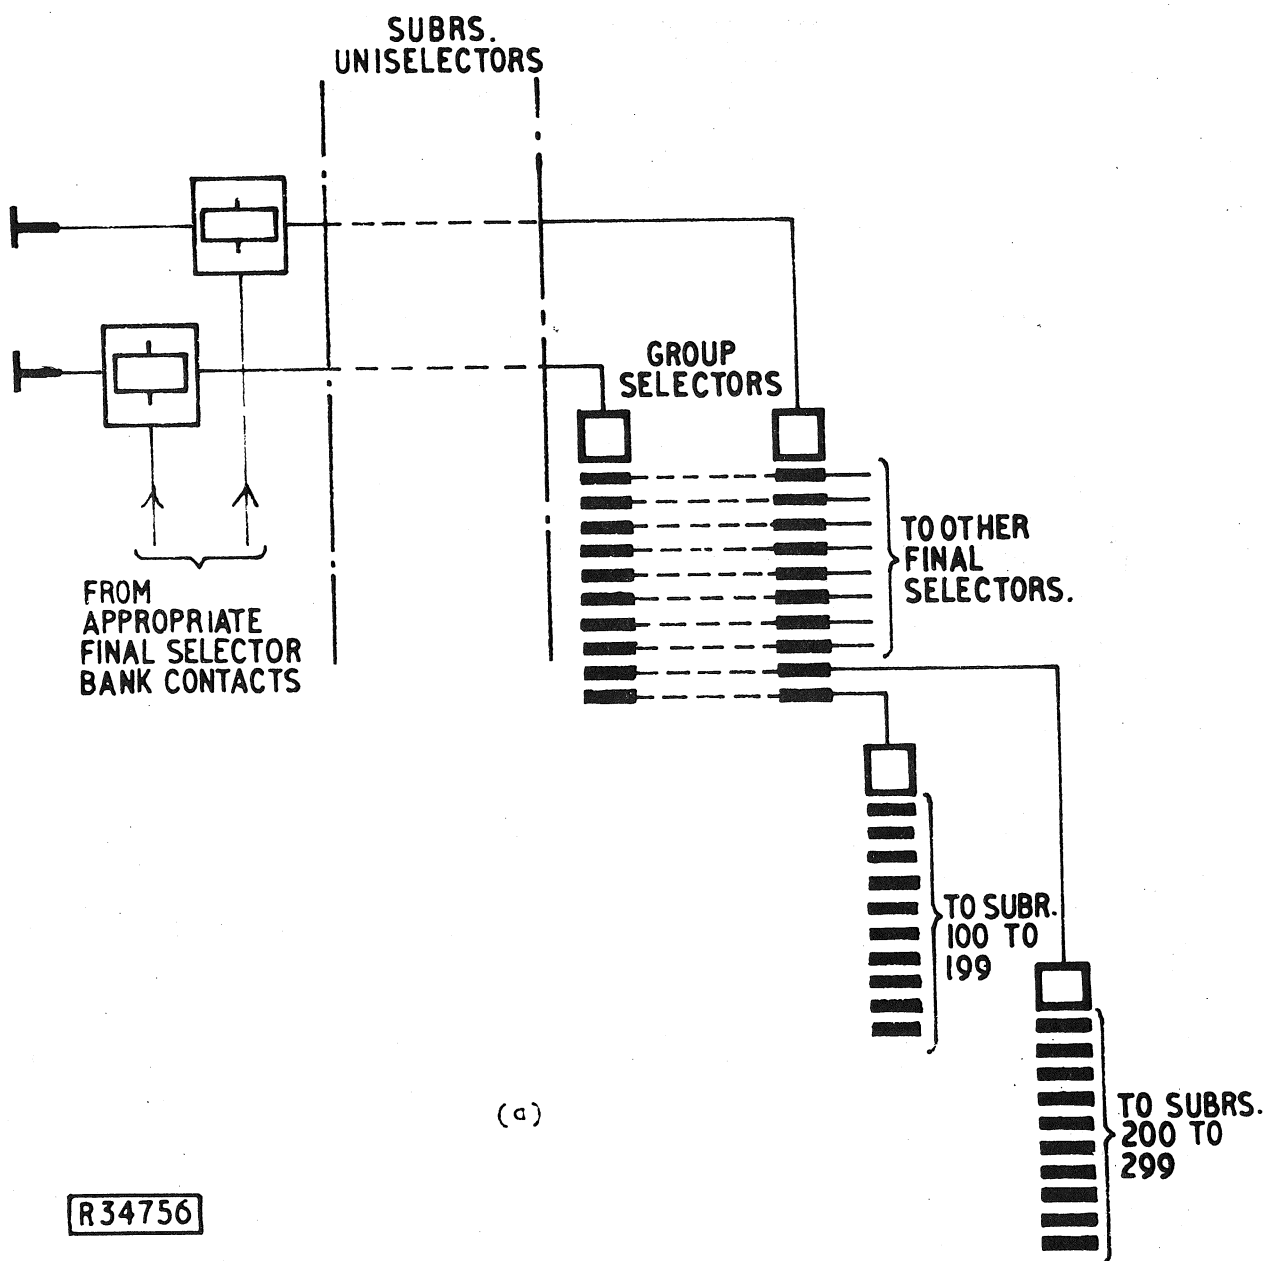 SUBRS.
UNISELECTORS
GROUP
SELECTORS
TO OTHER
FINAL
SELECTORS.
FROM
APPROPRIATE
FINAL SELECTOR
BANK CONTACTS
TO SUBR.
100 TO
199
TO SUBRS.
200 TO
299
(a)
R34756